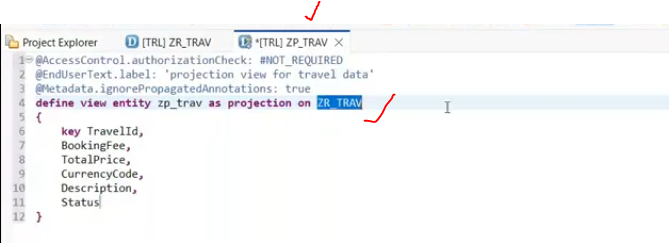 Project Explorer [TRL] ZR_TRAV *[TRL] ZP_TRAV
1 @AccessControl.authorizationCheck: #NOT_REQUIRED
2 @EndUserText.label: 'projection view for travel data'
3 @Metadata.ignorePropagatedAnnotations: true
4 define view entity zp_trav as projection on ZR_TRAV
5 {
6 key TravelId,
7 BookingFee,
8 TotalPrice,
9 CurrencyCode,
10 Description,
11 Status
12 }